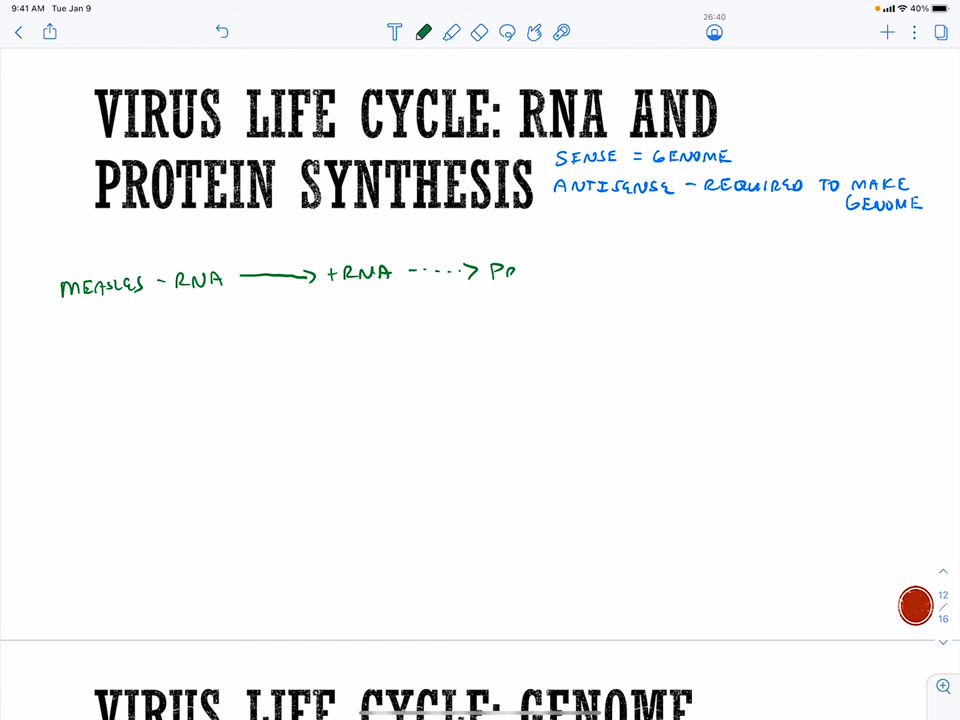 9:41 AM Tue Jan 9
40%
26:40
T
VIRUS LIFE CYCLE: RNA AND
PROTEIN SYNTHESIS
SENSE = GENOME
ANTISENSE - REQUIRED TO MAKE
GENOME
MEASLES - RNA ⟶ +RNA ----> PR
12
/
16
VIRUS LIFE CYCLE: GENOME